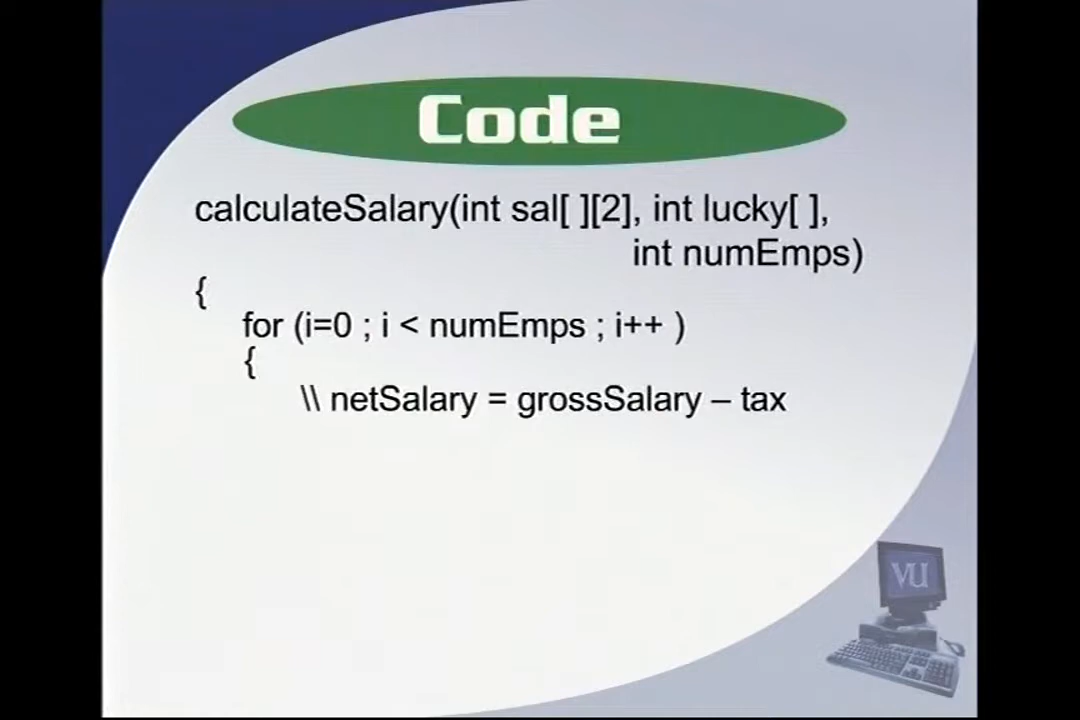 Code
calculateSalary(int sal[ ][2], int lucky[ ],
int numEmps)
{
for (i=0 ; i < numEmps ; i++ )
{
\\ netSalary = grossSalary – tax
VU